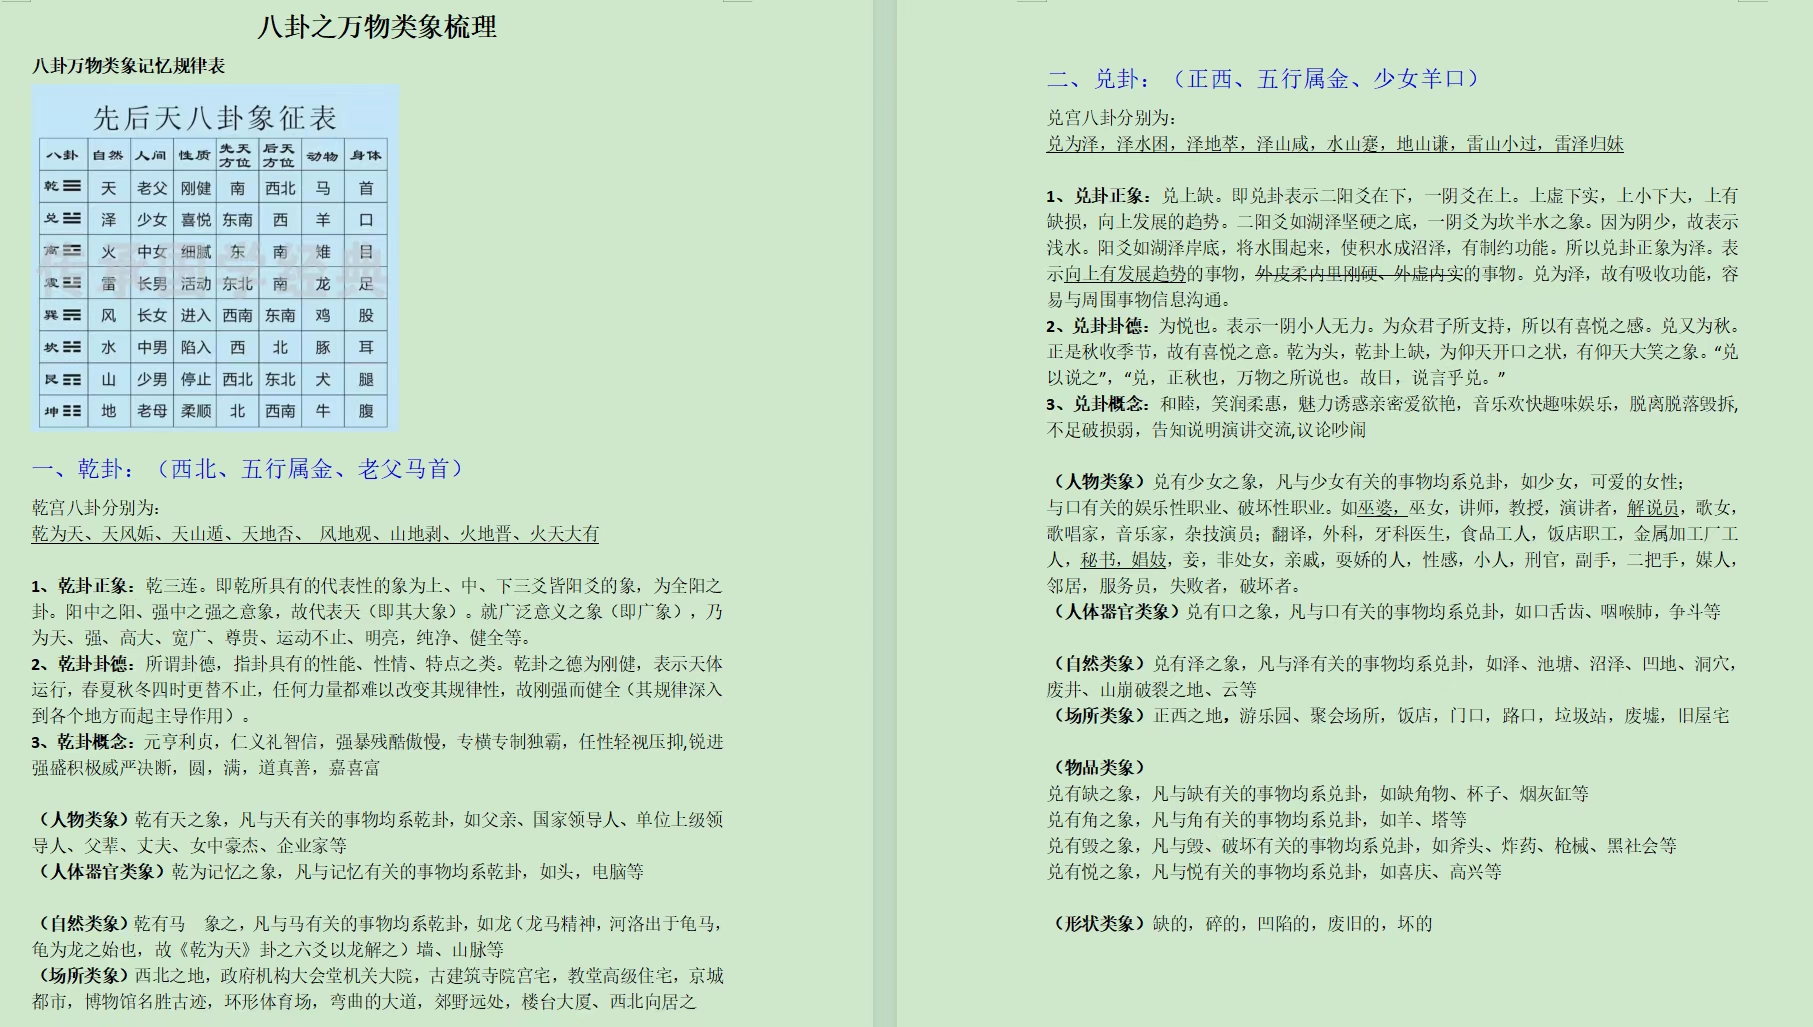 八卦之万物类象梳理
八卦万物类象记忆规律表
先后天八卦象征表
八卦 自然 人间 性质 先天方位 后天方位 动物 身体
乾☰ 天 老父 刚健 南 西北 马 首
兑☱ 泽 少女 喜悦 东南 西 羊 口
离☲ 火 中女 细腻 东 南 雉 目
震☳ 雷 长男 活动 东北 南 龙 足
巽☴ 风 长女 进入 西南 东南 鸡 股
坎☵ 水 中男 陷入 西 北 豚 耳
艮☶ 山 少男 停止 西北 东北 犬 腿
坤☷ 地 老母 柔顺 北 西南 牛 腹
传承国学经典
一、乾卦：（西北、五行属金、老父马首）
乾宫八卦分别为:
乾为天、天风姤、天山遁、天地否、 风地观、山地剥、火地晋、火天大有
1、乾卦正象：乾三连。即乾所具有的代表性的象为上、中、下三爻皆阳爻的象，为全阳之
卦。阳中之阳、强中之强之意象，故代表天（即其大象）。就广泛意义之象（即广象），乃
为天、强、高大、宽广、尊贵、运动不止、明亮，纯净、健全等。
2、乾卦卦德：所谓卦德，指卦具有的性能、性情、特点之类。乾卦之德为刚健，表示天体
运行，春夏秋冬四时更替不止，任何力量都难以改变其规律性，故刚强而健全（其规律深入
到各个地方而起主导作用）。
3、乾卦概念：元亨利贞，仁义礼智信，强暴残酷傲慢，专横专制独霸，任性轻视压抑,锐进
强盛积极威严决断，圆，满，道真善，嘉喜富
（人物类象）乾有天之象，凡与天有关的事物均系乾卦，如父亲、国家领导人、单位上级领
导人、父辈、丈夫、女中豪杰、企业家等
（人体器官类象）乾为记忆之象，凡与记忆有关的事物均系乾卦，如头，电脑等
（自然类象）乾有马 象之，凡与马有关的事物均系乾卦，如龙（龙马精神，河洛出于龟马，
龟为龙之始也，故《乾为天》卦之六爻以龙解之）墙、山脉等
（场所类象）西北之地，政府机构大会堂机关大院，古建筑寺院宫宅，教堂高级住宅，京城
都市，博物馆名胜古迹，环形体育场，弯曲的大道，郊野远处，楼台大厦、西北向居之
二、兑卦：（正西、五行属金、少女羊口）
兑宫八卦分别为:
兑为泽，泽水困，泽地萃，泽山咸，水山蹇，地山谦，雷山小过，雷泽归妹
1、兑卦正象：兑上缺。即兑卦表示二阳爻在下，一阴爻在上。上虚下实，上小下大，上有
缺损，向上发展的趋势。二阳爻如湖泽坚硬之底，一阴爻为坎半水之象。因为阴少，故表示
浅水。阳爻如湖泽岸底，将水围起来，使积水成沼泽，有制约功能。所以兑卦正象为泽。表
示向上有发展趋势的事物，外皮柔内里刚硬、外虚内实的事物。兑为泽，故有吸收功能，容
易与周围事物信息沟通。
2、兑卦卦德：为悦也。表示一阴小人无力。为众君子所支持，所以有喜悦之感。兑又为秋。
正是秋收季节，故有喜悦之意。乾为头，乾卦上缺，为仰天开口之状，有仰天大笑之象。“兑
以说之”，“兑，正秋也，万物之所说也。故日，说言乎兑。”
3、兑卦概念：和睦，笑润柔惠，魅力诱惑亲密爱欲艳，音乐欢快趣味娱乐，脱离脱落毁拆,
不足破损弱，告知说明演讲交流,议论吵闹
（人物类象）兑有少女之象，凡与少女有关的事物均系兑卦，如少女，可爱的女性；
与口有关的娱乐性职业、破坏性职业。如巫婆，巫女，讲师，教授，演讲者，解说员，歌女，
歌唱家，音乐家，杂技演员；翻译，外科，牙科医生，食品工人，饭店职工，金属加工厂工
人，秘书，娼妓，妾，非处女，亲戚，耍娇的人，性感，小人，刑官，副手，二把手，媒人，
邻居，服务员，失败者，破坏者。
（人体器官类象）兑有口之象，凡与口有关的事物均系兑卦，如口舌齿、咽喉肺，争斗等
（自然类象）兑有泽之象，凡与泽有关的事物均系兑卦，如泽、池塘、沼泽、凹地、洞穴，
废井、山崩破裂之地、云等
（场所类象）正西之地，游乐园、聚会场所，饭店，门口，路口，垃圾站，废墟，旧屋宅
（物品类象）
兑有缺之象，凡与缺有关的事物均系兑卦，如缺角物、杯子、烟灰缸等
兑有角之象，凡与角有关的事物均系兑卦，如羊、塔等
兑有毁之象，凡与毁、破坏有关的事物均系兑卦，如斧头、炸药、枪械、黑社会等
兑有悦之象，凡与悦有关的事物均系兑卦，如喜庆、高兴等
（形状类象）缺的，碎的，凹陷的，废旧的，坏的